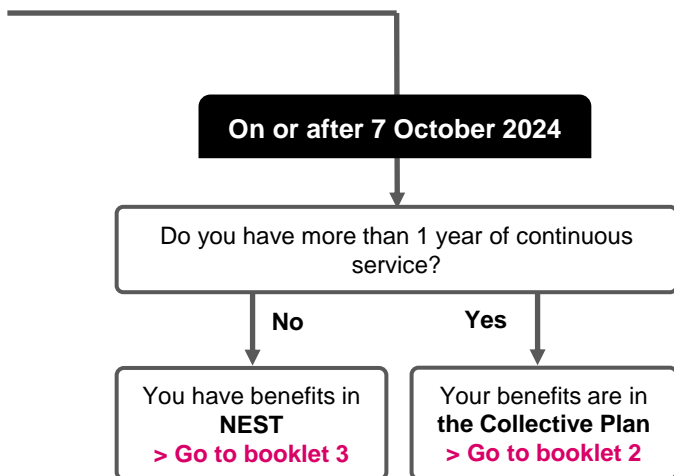 On or after 7 October 2024
Do you have more than 1 year of continuous
service?
No
Yes
You have benefits in
NEST
> Go to booklet 3
Your benefits are in
the Collective Plan
> Go to booklet 2